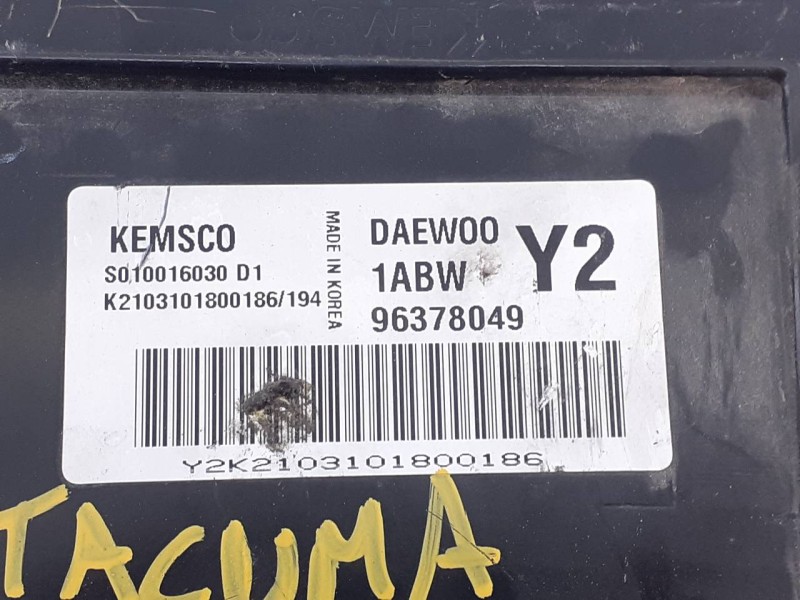 KEMSCO
S010016030 D1
K2103101800186/194
MADE IN KOREA
DAEWOO
1ABW
96378049
Y2
Y2K2103101800186
TACUMA